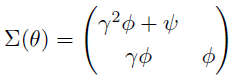 Σ(θ) = ( γ²ϕ + ψ
γϕ ϕ )